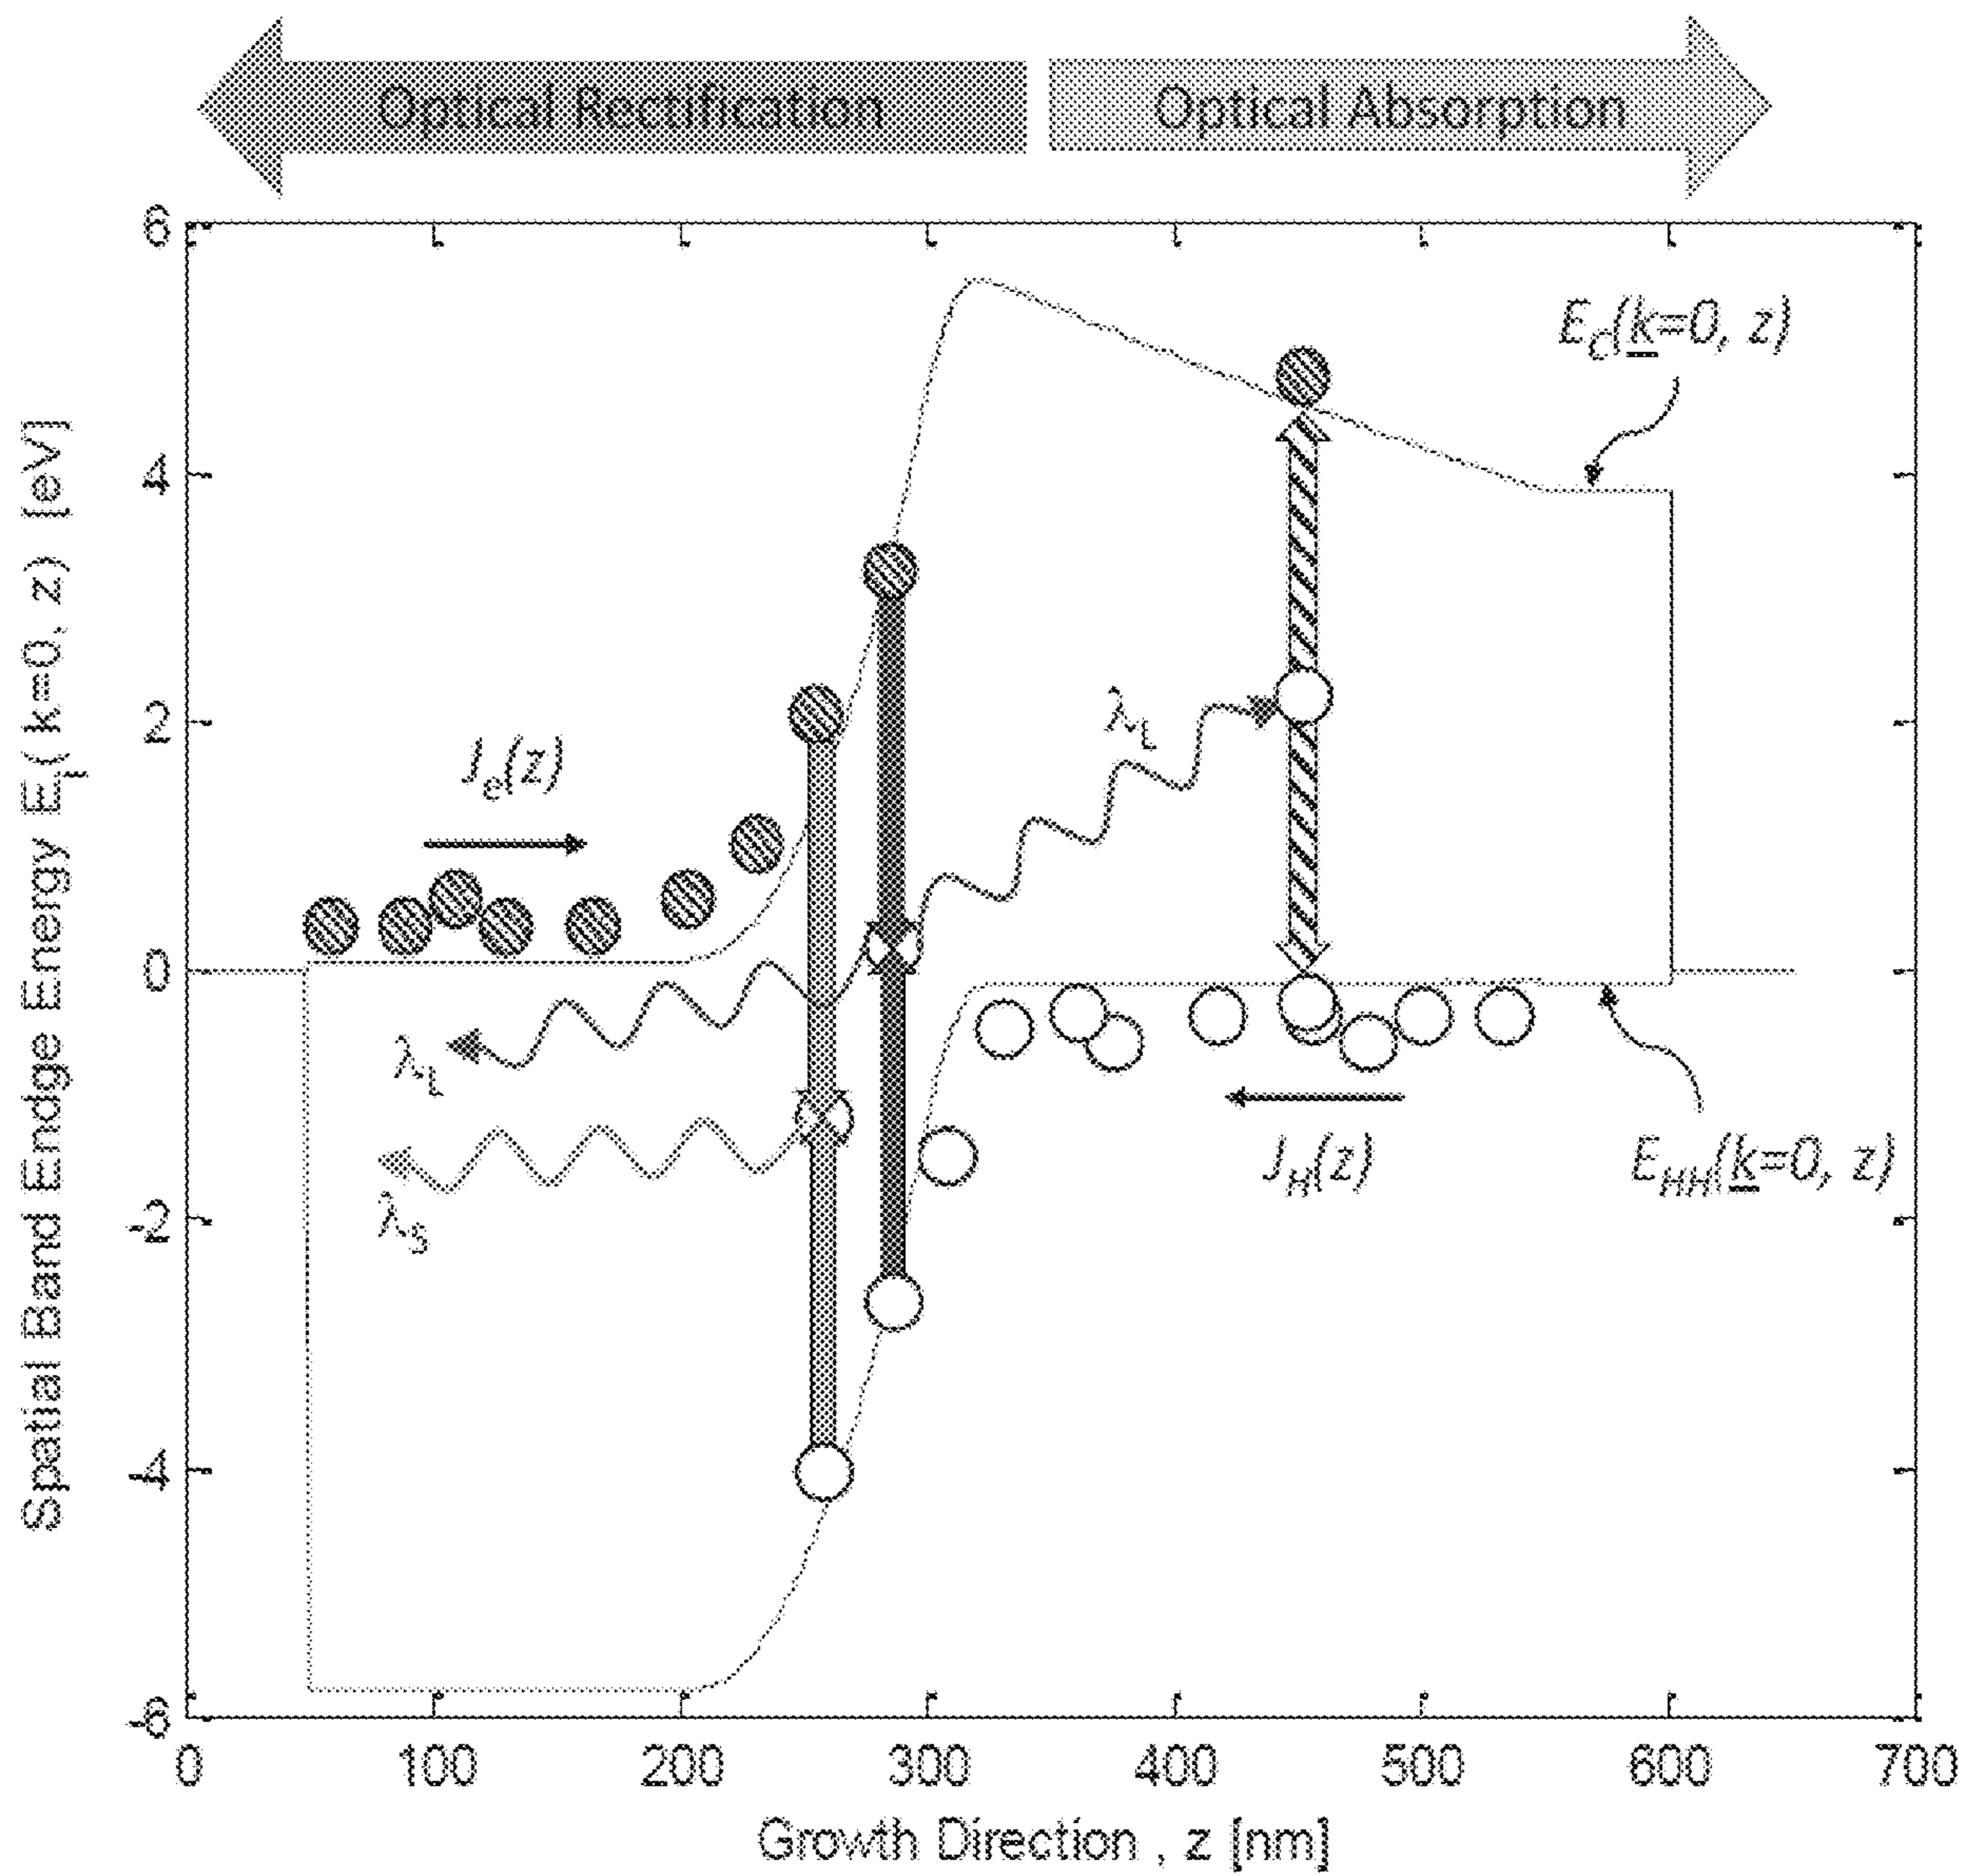 Optical Rectification
Optical Absorption
Spatial Band Endge Energy E_i( k=0, z) [eV]
6
4
2
0
-2
-4
-6
E_C(k=0, z)
J_e(z)
λ_L
λ_L
λ_S
J_H(z)
E_HH(k=0, z)
0 100 200 300 400 500 600 700
Growth Direction , z [nm]